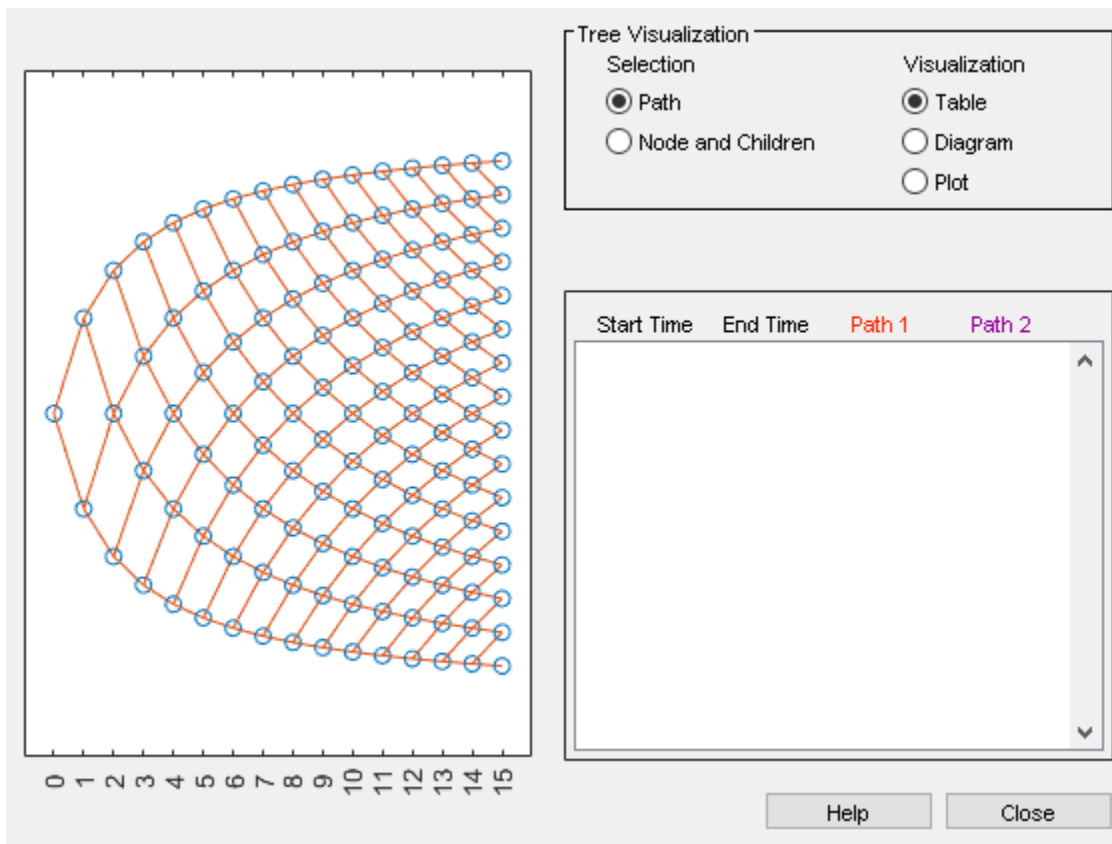 Tree Visualization
Selection
Visualization
Path
Table
Node and Children
Diagram
Plot
Start Time End Time Path 1 Path 2
0 1 2 3 4 5 6 7 8 9 10 11 12 13 14 15
Help
Close